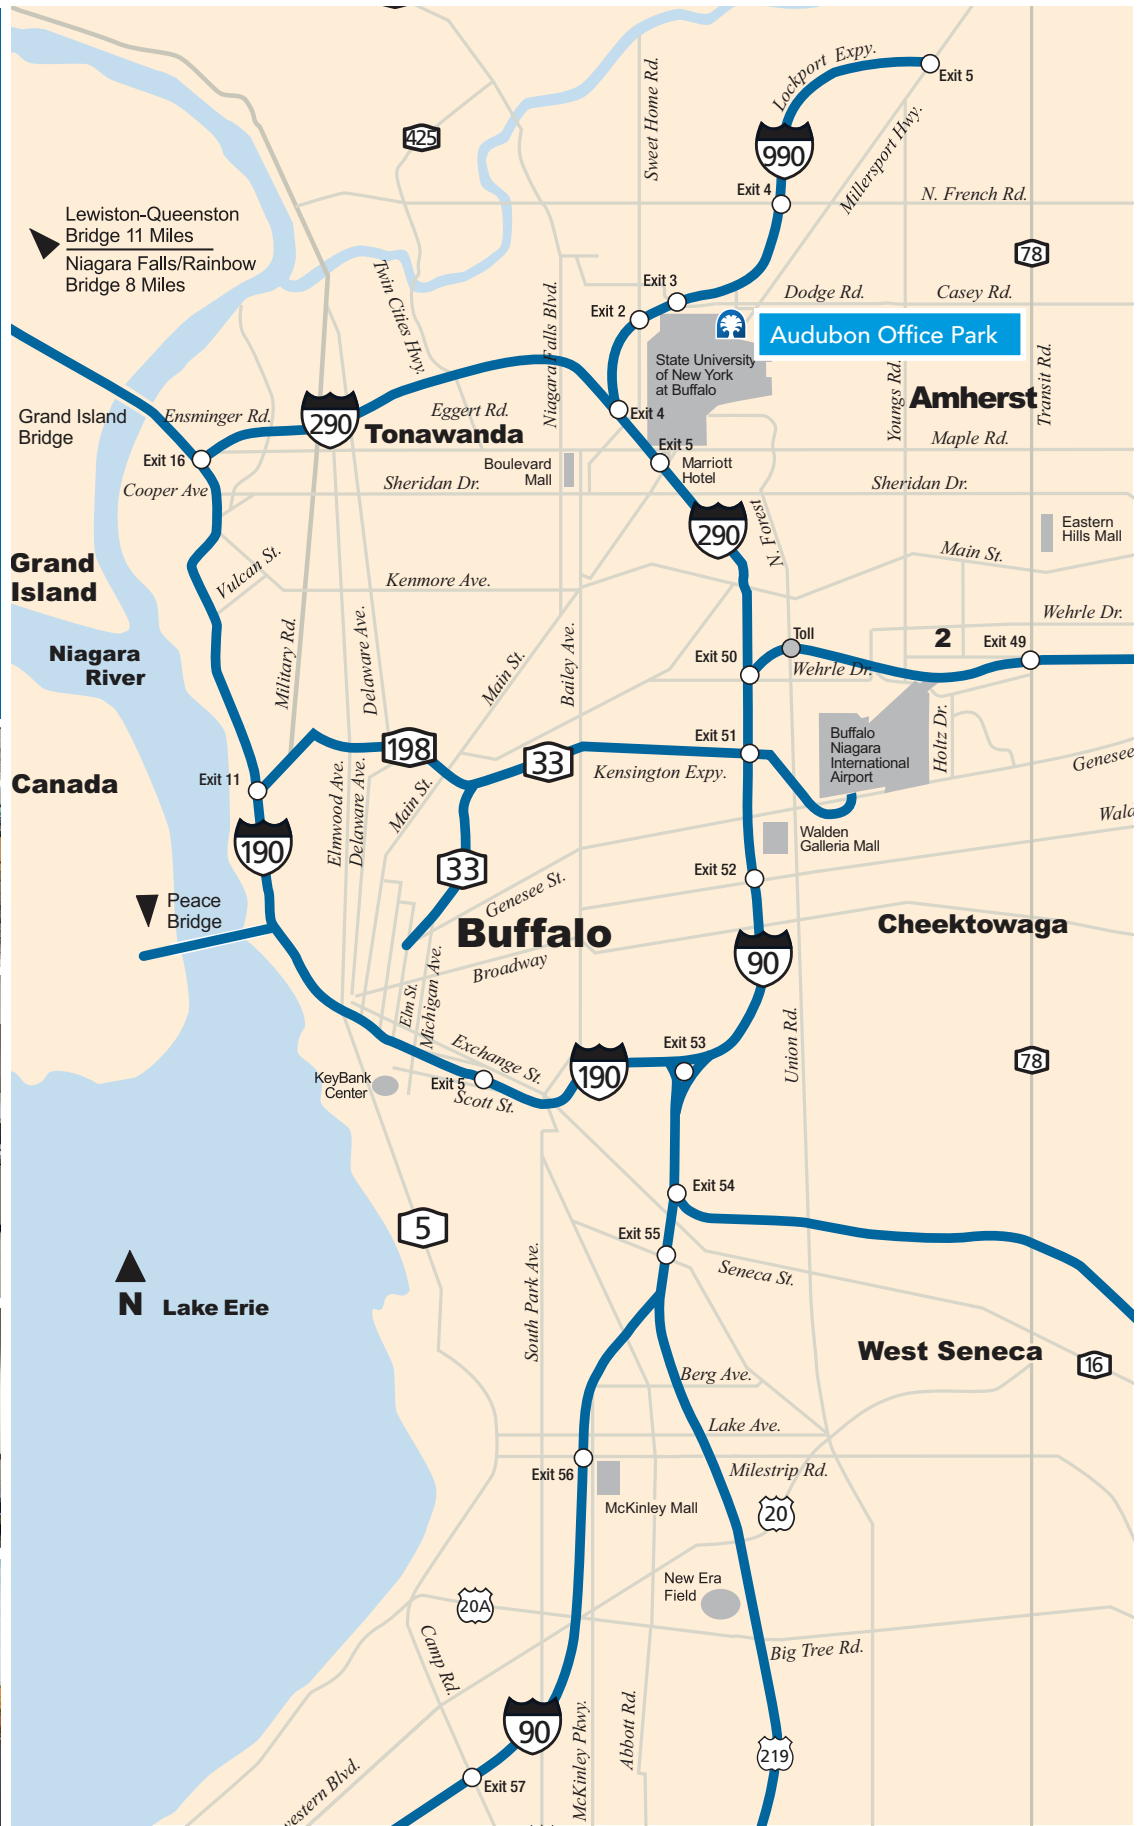 Lockport Expy.
Exit 5
Sweet Home Rd.
425
990
Millersport Hwy.
Exit 4
N. French Rd.
Lewiston-Queenston
Bridge 11 Miles
Niagara Falls/Rainbow
Bridge 8 Miles
78
Twin Cities Hwy.
Niagara Falls Blvd.
Exit 3
Exit 2
Dodge Rd.
Casey Rd.
Audubon Office Park
State University
of New York
at Buffalo
Youngs Rd.
Amherst
Transit Rd.
Grand Island
Bridge
Ensminger Rd.
290
Eggert Rd.
Tonawanda
Exit 4
Maple Rd.
Exit 16
Exit 5
Boulevard
Mall
Marriott
Hotel
Cooper Ave
Sheridan Dr.
Sheridan Dr.
290
N. Forest
Eastern
Hills Mall
Grand
Island
Vulcan St.
Kenmore Ave.
Main St.
Wehrle Dr.
Niagara
River
Military Rd.
Delaware Ave.
Main St.
Bailey Ave.
Toll
2
Exit 49
Exit 50
Wehrle Dr.
198
33
Exit 51
Kensington Expy.
Buffalo
Niagara
International
Airport
Holtz Dr.
Genesee
Canada
Exit 11
Elmwood Ave.
Delaware Ave.
Main St.
190
33
Walden
Galleria Mall
Exit 52
Peace
Bridge
Genesee St.
Buffalo
Cheektowaga
90
Broadway
Elm St.
Michigan Ave.
Union Rd.
Exchange St.
Exit 53
190
78
KeyBank
Center
Exit 5
Scott St.
Exit 54
5
Exit 55
South Park Ave.
Seneca St.
N
Lake Erie
West Seneca
16
Berg Ave.
Lake Ave.
Exit 56
Milestrip Rd.
McKinley Mall
20
New Era
Field
20A
Camp Rd.
Big Tree Rd.
90
McKinley Pkwy.
Abbott Rd.
219
Exit 57
western Blvd.